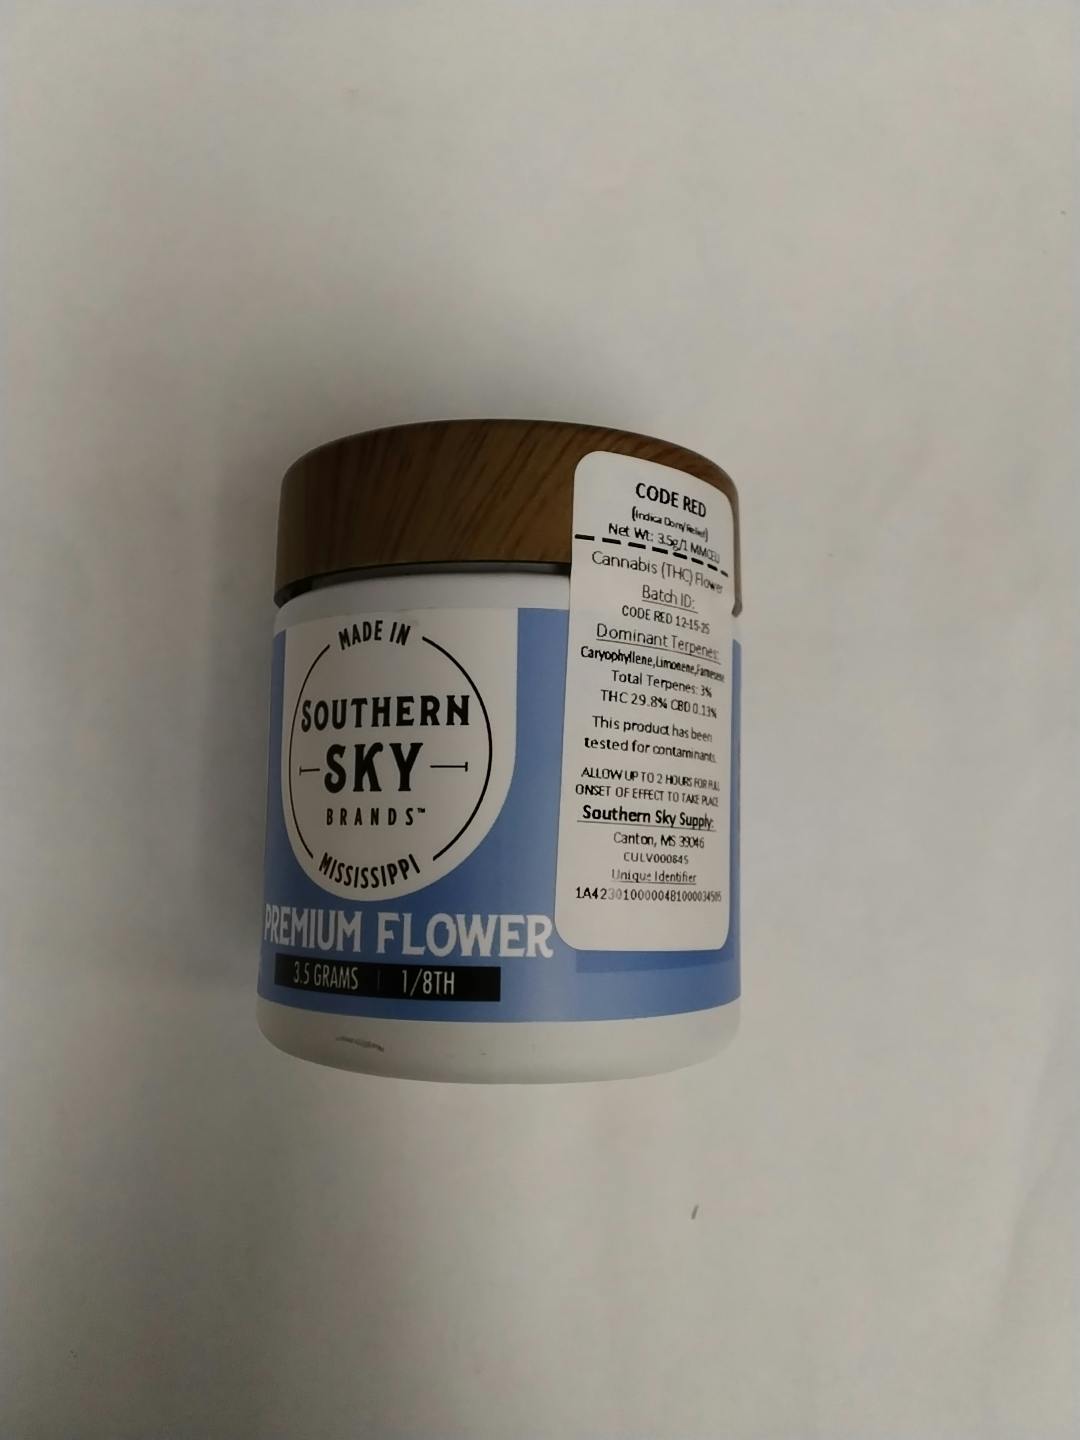 CODE RED
(Indica Dom/Relief)
Net Wt: 3.5g/1 MMCEU
Cannabis (THC) Flower
Batch ID:
CODE RED 12-15-25
Dominant Terpenes:
Caryophyllene,Limonene,Farnesene
Total Terpenes: 3%
THC 29.8% CBD 0.13%
This product has been
tested for contaminants.
ALLOW UP TO 2 HOURS FOR FULL
ONSET OF EFFECT TO TAKE PLACE
Southern Sky Supply:
Canton, MS 39046
CULV000845
Unique Identifier
1A4230100000481000034505
MADE IN
SOUTHERN
SKY
BRANDS™
MISSISSIPPI
PREMIUM FLOWER
3.5 GRAMS | 1/8TH